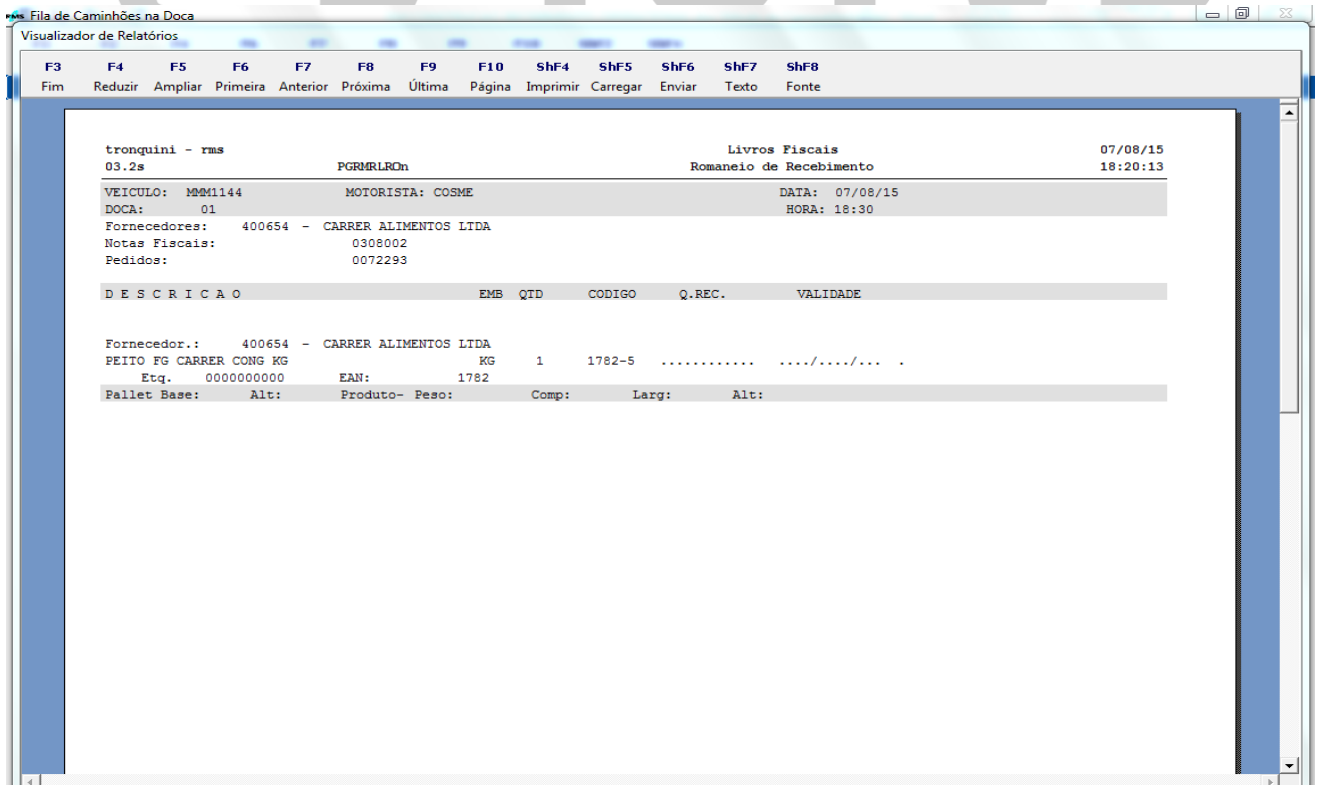 RMS Fila de Caminhões na Doca
Visualizador de Relatórios
F3 F4 F5 F6 F7 F8 F9 F10 ShF4 ShF5 ShF6 ShF7 ShF8
Fim Reduzir Ampliar Primeira Anterior Próxima Última Página Imprimir Carregar Enviar Texto Fonte
tronquini - rms Livros Fiscais 07/08/15
03.2s PGRMRLROn Romaneio de Recebimento 18:20:13
VEICULO: MMM1144 MOTORISTA: COSME DATA: 07/08/15
DOCA: 01 HORA: 18:30
Fornecedores: 400654 - CARRER ALIMENTOS LTDA
Notas Fiscais: 0308002
Pedidos: 0072293
D E S C R I C A O EMB QTD CODIGO Q.REC. VALIDADE
Fornecedor.: 400654 - CARRER ALIMENTOS LTDA
PEITO FG CARRER CONG KG KG 1 1782-5 ............ ..../..../... .
Etq. 0000000000 EAN: 1782
Pallet Base: Alt: Produto- Peso: Comp: Larg: Alt: